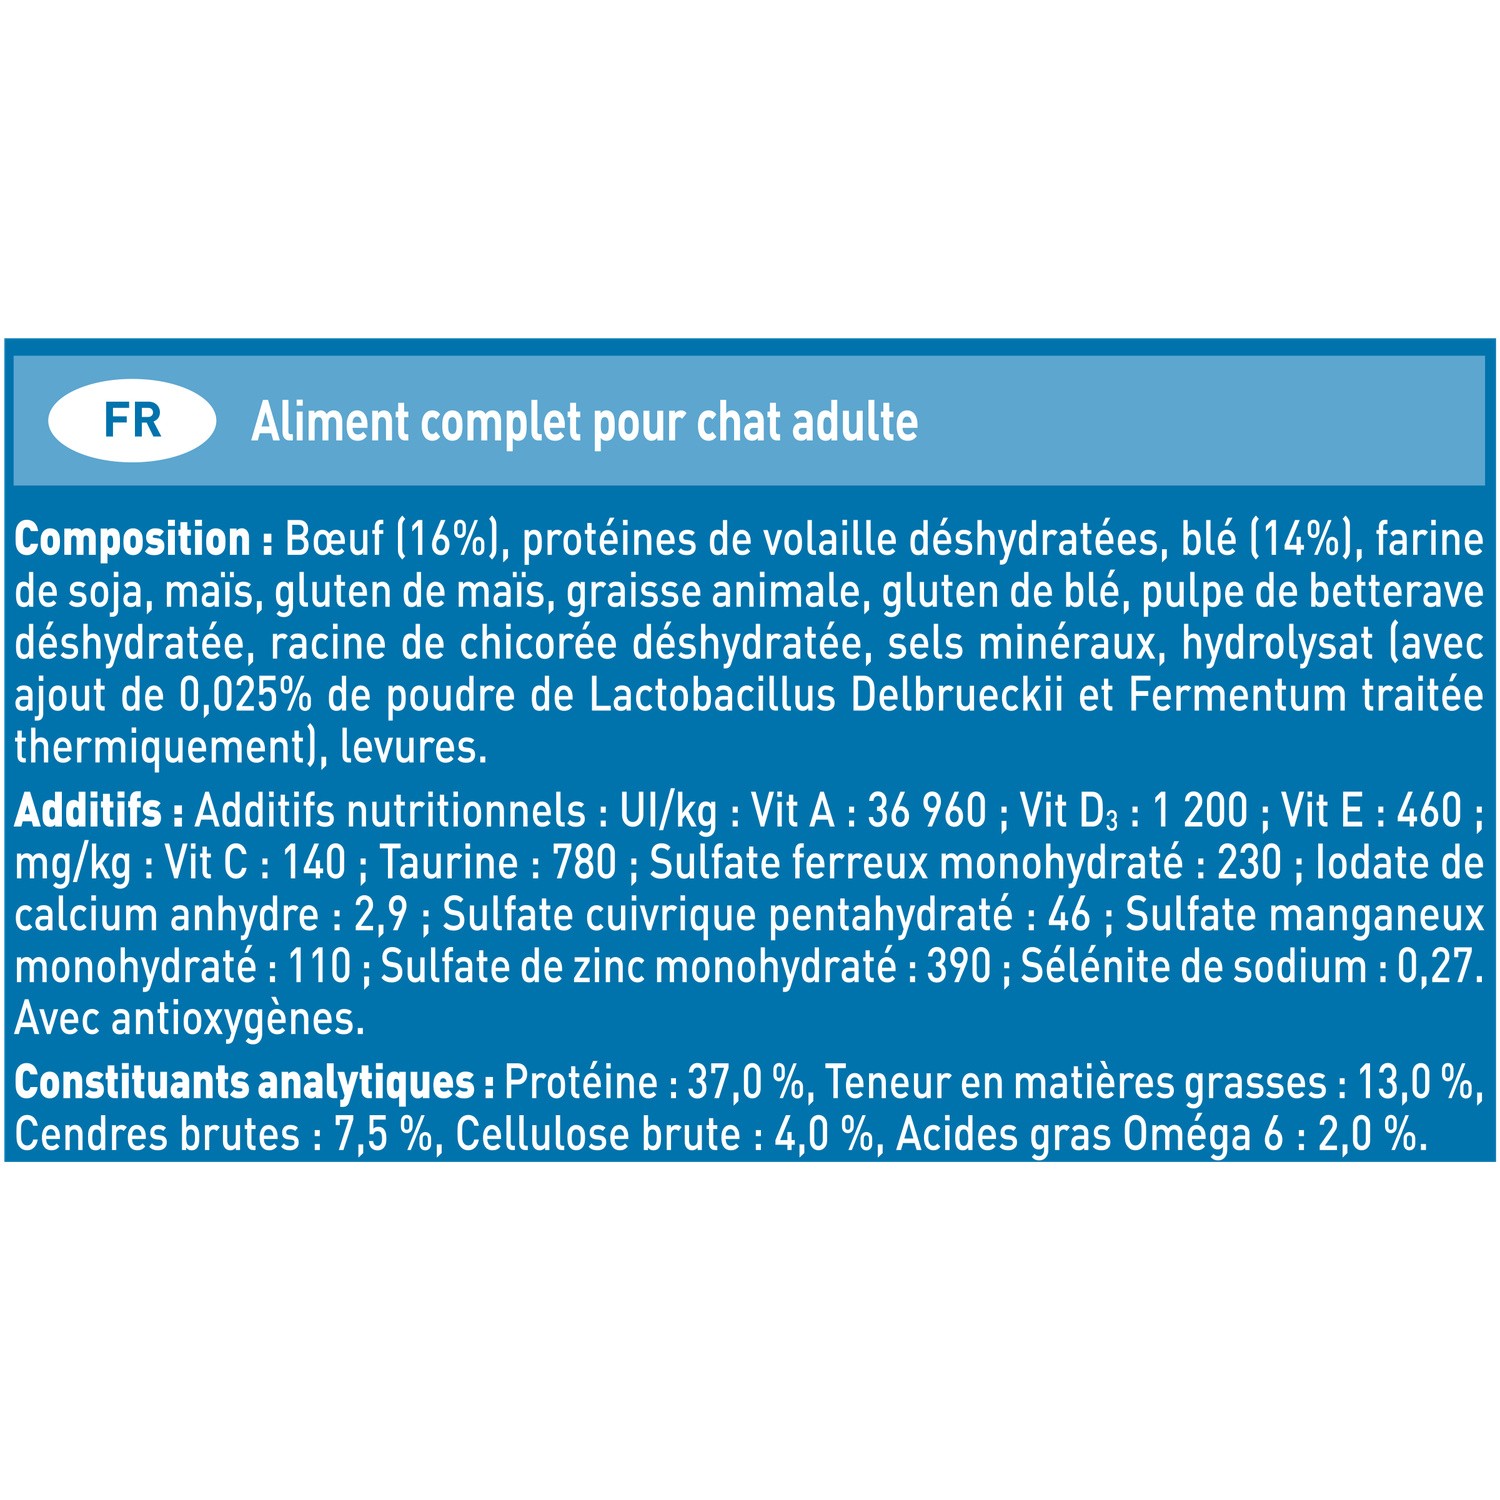 FR Aliment complet pour chat adulte
Composition : Bœuf (16%), protéines de volaille déshydratées, blé (14%), farine
de soja, maïs, gluten de maïs, graisse animale, gluten de blé, pulpe de betterave
déshydratée, racine de chicorée déshydratée, sels minéraux, hydrolysat (avec
ajout de 0,025% de poudre de Lactobacillus Delbrueckii et Fermentum traitée
thermiquement), levures.
Additifs : Additifs nutritionnels : UI/kg : Vit A : 36 960 ; Vit D₃ : 1 200 ; Vit E : 460 ;
mg/kg : Vit C : 140 ; Taurine : 780 ; Sulfate ferreux monohydraté : 230 ; Iodate de
calcium anhydre : 2,9 ; Sulfate cuivrique pentahydraté : 46 ; Sulfate manganeux
monohydraté : 110 ; Sulfate de zinc monohydraté : 390 ; Sélénite de sodium : 0,27.
Avec antioxygènes.
Constituants analytiques : Protéine : 37,0 %, Teneur en matières grasses : 13,0 %,
Cendres brutes : 7,5 %, Cellulose brute : 4,0 %, Acides gras Oméga 6 : 2,0 %.